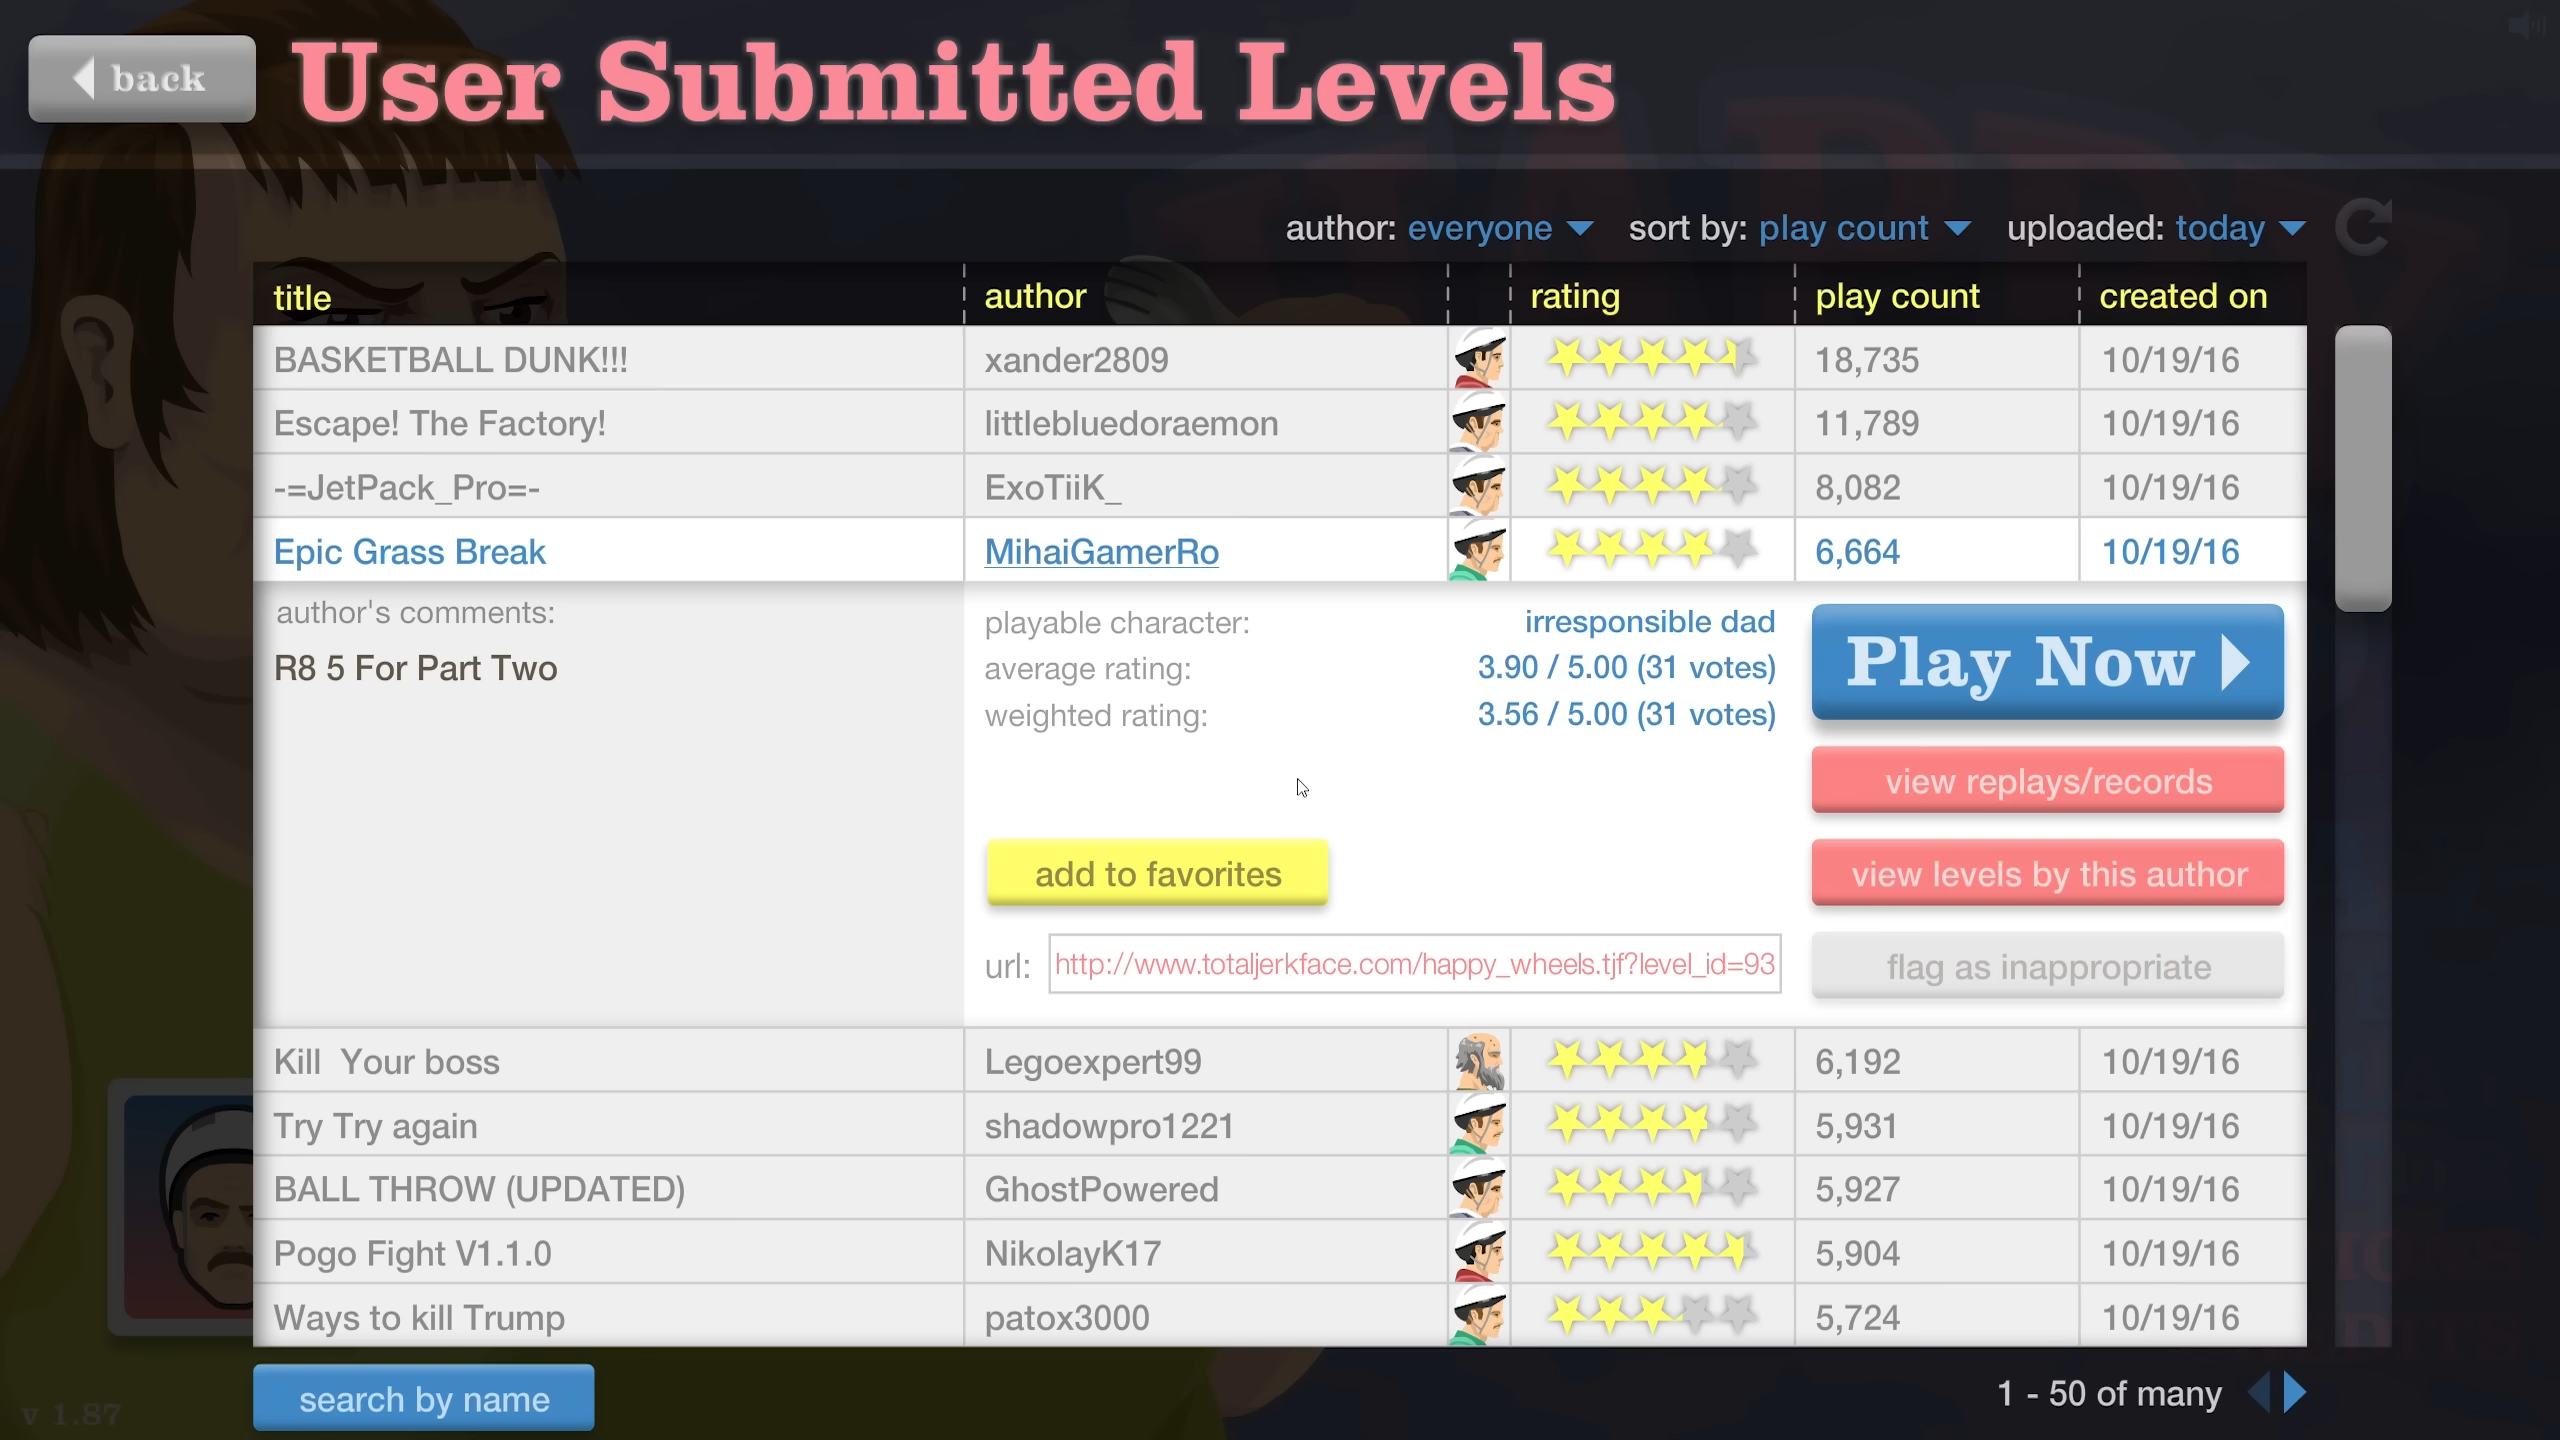 back
User Submitted Levels
author: everyone sort by: play count uploaded: today
title author rating play count created on
BASKETBALL DUNK!!! xander2809 18,735 10/19/16
Escape! The Factory! littlebluedoraemon 11,789 10/19/16
-=JetPack_Pro=- ExoTiiK_ 8,082 10/19/16
Epic Grass Break MihaiGamerRo 6,664 10/19/16
author's comments:
R8 5 For Part Two
playable character: irresponsible dad
average rating: 3.90 / 5.00 (31 votes)
weighted rating: 3.56 / 5.00 (31 votes)
Play Now
view replays/records
add to favorites
view levels by this author
url: http://www.totaljerkface.com/happy_wheels.tjf?level_id=93
flag as inappropriate
Kill  Your boss Legoexpert99 6,192 10/19/16
Try Try again shadowpro1221 5,931 10/19/16
BALL THROW (UPDATED) GhostPowered 5,927 10/19/16
Pogo Fight V1.1.0 NikolayK17 5,904 10/19/16
Ways to kill Trump patox3000 5,724 10/19/16
search by name
1 - 50 of many
v 1.87